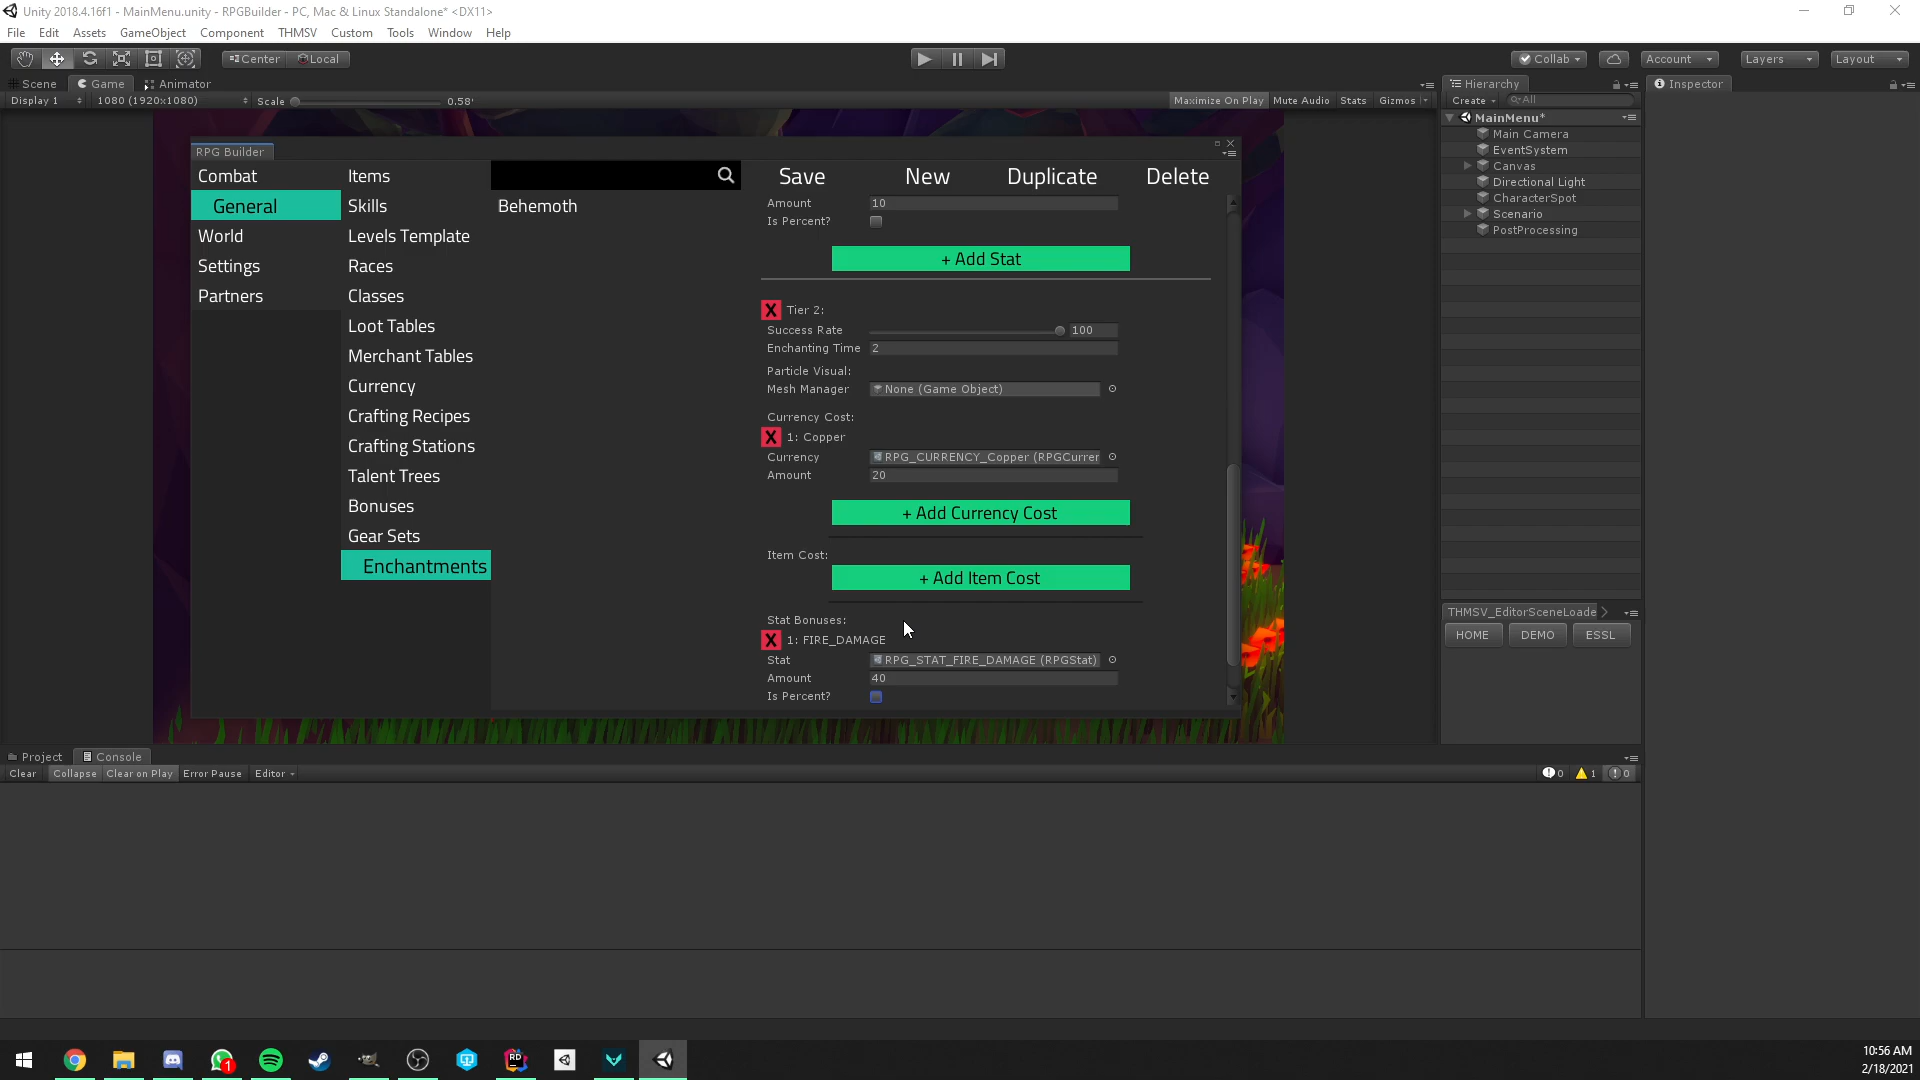 Unity 2018.4.16f1 - MainMenu.unity - RPGBuilder - PC, Mac & Linux Standalone* <DX11>
File Edit Assets GameObject Component THMSV Custom Tools Window Help
Center Local
Collab Account Layers Layout
Scene Game Animator
Hierarchy
Inspector
Display 1 1080 (1920x1080) Scale 0.58
Maximize On Play Mute Audio Stats Gizmos
Create All
MainMenu*
Main Camera
EventSystem
Canvas
Directional Light
CharacterSpot
Scenario
PostProcessing
RPG Builder
Combat
General
World
Settings
Partners
Items
Skills
Levels Template
Races
Classes
Loot Tables
Merchant Tables
Currency
Crafting Recipes
Crafting Stations
Talent Trees
Bonuses
Gear Sets
Enchantments
Behemoth
Save New Duplicate Delete
Amount 10
Is Percent?
+ Add Stat
X Tier 2:
Success Rate 100
Enchanting Time 2
Particle Visual:
Mesh Manager None (Game Object)
Currency Cost:
X 1: Copper
Currency RPG_CURRENCY_Copper (RPGCurrer
Amount 20
+ Add Currency Cost
Item Cost:
+ Add Item Cost
Stat Bonuses:
X 1: FIRE_DAMAGE
Stat RPG_STAT_FIRE_DAMAGE (RPGStat)
Amount 40
Is Percent?
THMSV_EditorSceneLoade
HOME DEMO ESSL
Project Console
Clear Collapse Clear on Play Error Pause Editor
0 1 0
1
RD
10:56 AM
2/18/2021